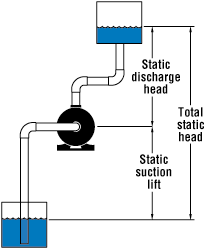 Static
discharge
head
Total
static
head
Static
suction
lift